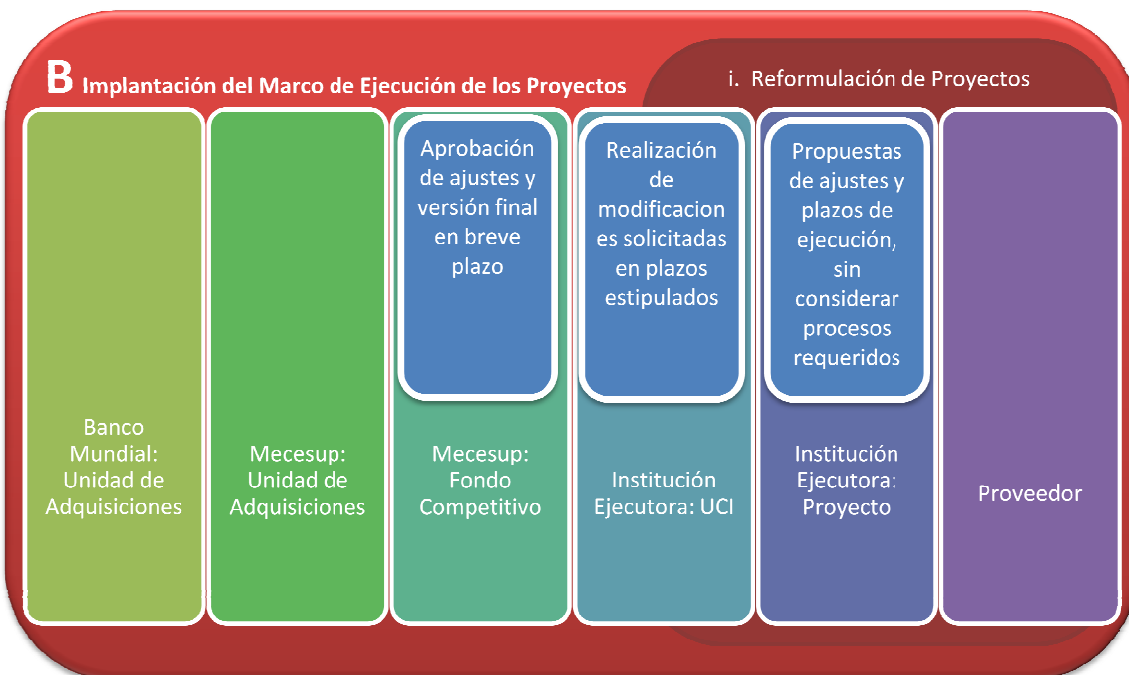 B Implantación del Marco de Ejecución de los Proyectos
i. Reformulación de Proyectos
Aprobación
de ajustes y
versión final
en breve
plazo
Realización
de
modificacion
es solicitadas
en plazos
estipulados
Propuestas
de ajustes y
plazos de
ejecución,
sin
considerar
procesos
requeridos
Banco
Mundial:
Unidad de
Adquisiciones
Mecesup:
Unidad de
Adquisiciones
Mecesup:
Fondo
Competitivo
Institución
Ejecutora: UCI
Institución
Ejecutora:
Proyecto
Proveedor